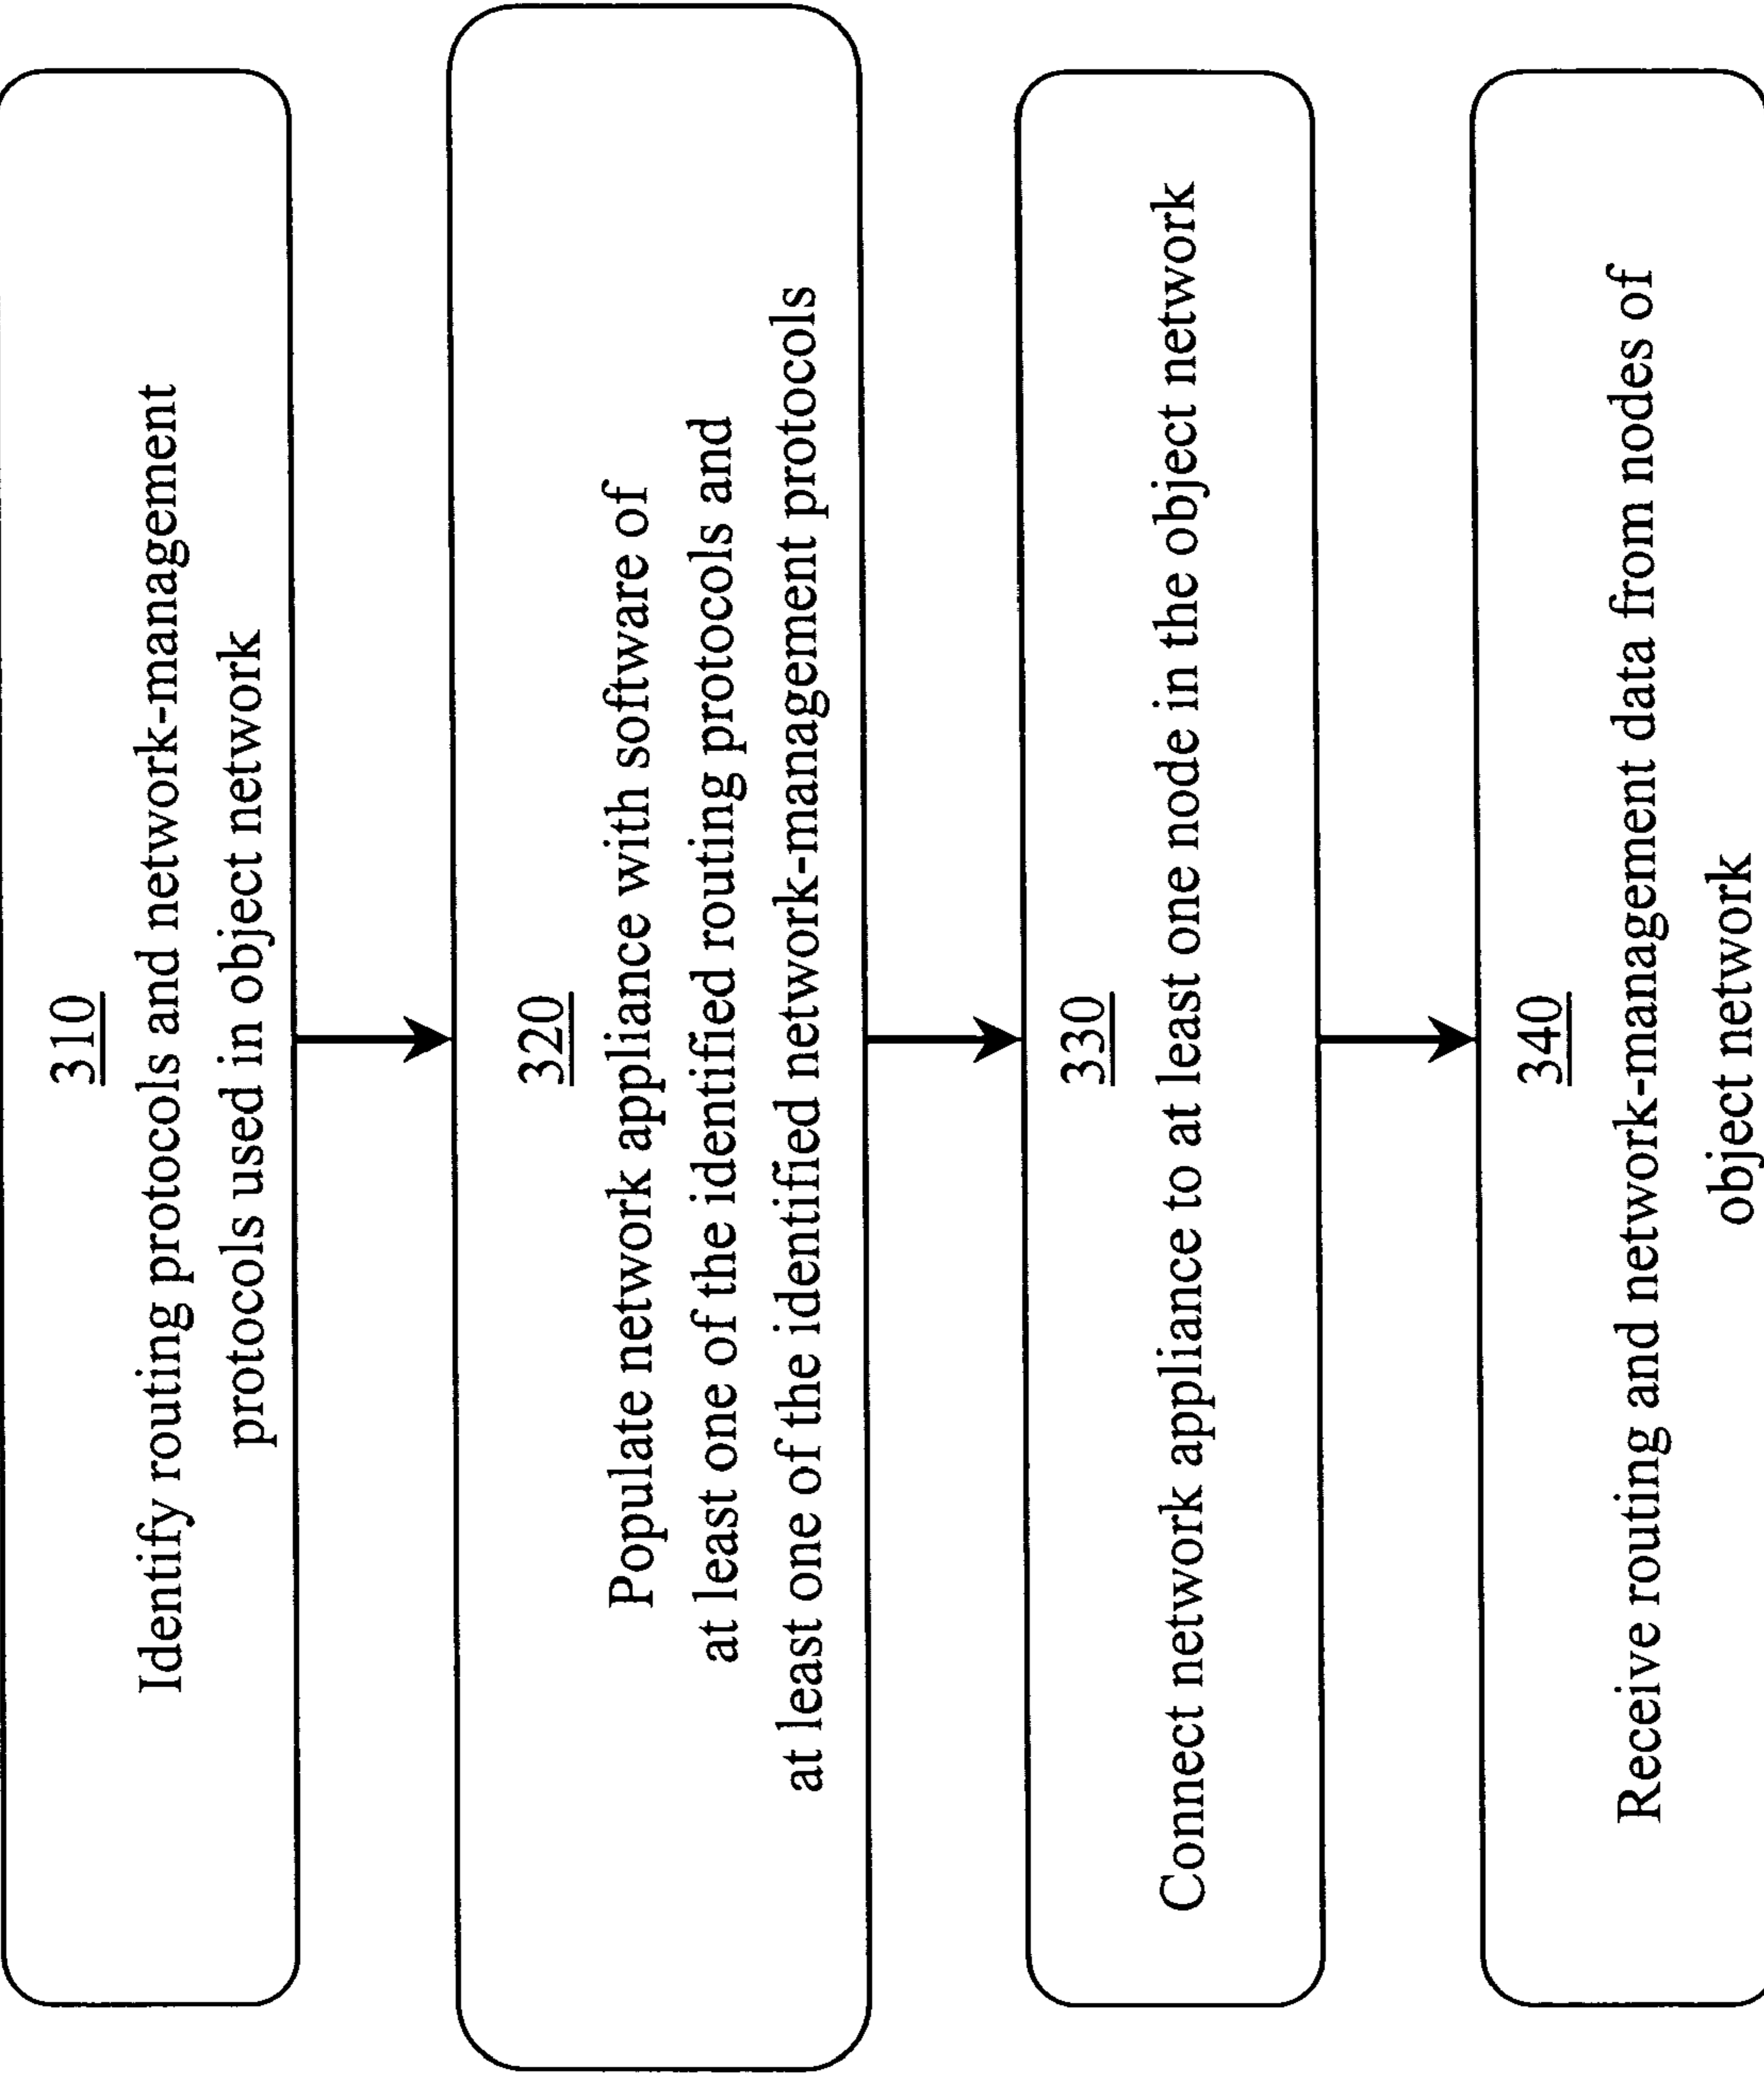 310
Identify routing protocols and network-management
protocols used in object network
320
Populate network appliance with software of
at least one of the identified routing protocols and
at least one of the identified network-management protocols
330
Connect network appliance to at least one node in the object network
340
Receive routing and network-management data from nodes of
object network